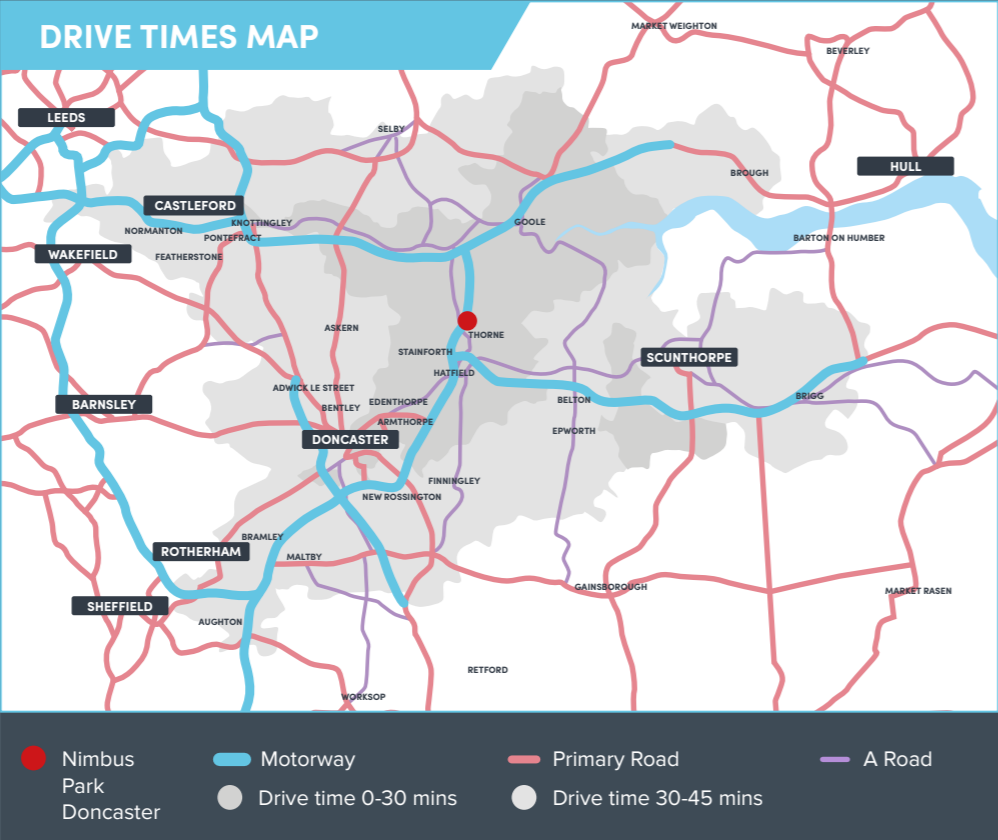 DRIVE TIMES MAP
MARKET WEIGHTON
BEVERLEY
LEEDS
SELBY
HULL
BROUGH
CASTLEFORD
KNOTTINGLEY
GOOLE
NORMANTON
PONTEFRACT
BARTON ON HUMBER
WAKEFIELD
FEATHERSTONE
ASKERN
THORNE
STAINFORTH
SCUNTHORPE
HATFIELD
ADWICK LE STREET
BRIGG
BARNSLEY
BENTLEY
EDENTHORPE
BELTON
ARMTHORPE
DONCASTER
EPWORTH
FINNINGLEY
NEW ROSSINGTON
BRAMLEY
ROTHERHAM
MALTBY
GAINSBOROUGH
MARKET RASEN
SHEFFIELD
AUGHTON
RETFORD
WORKSOP
Nimbus
Park
Doncaster
Motorway
Primary Road
A Road
Drive time 0-30 mins
Drive time 30-45 mins